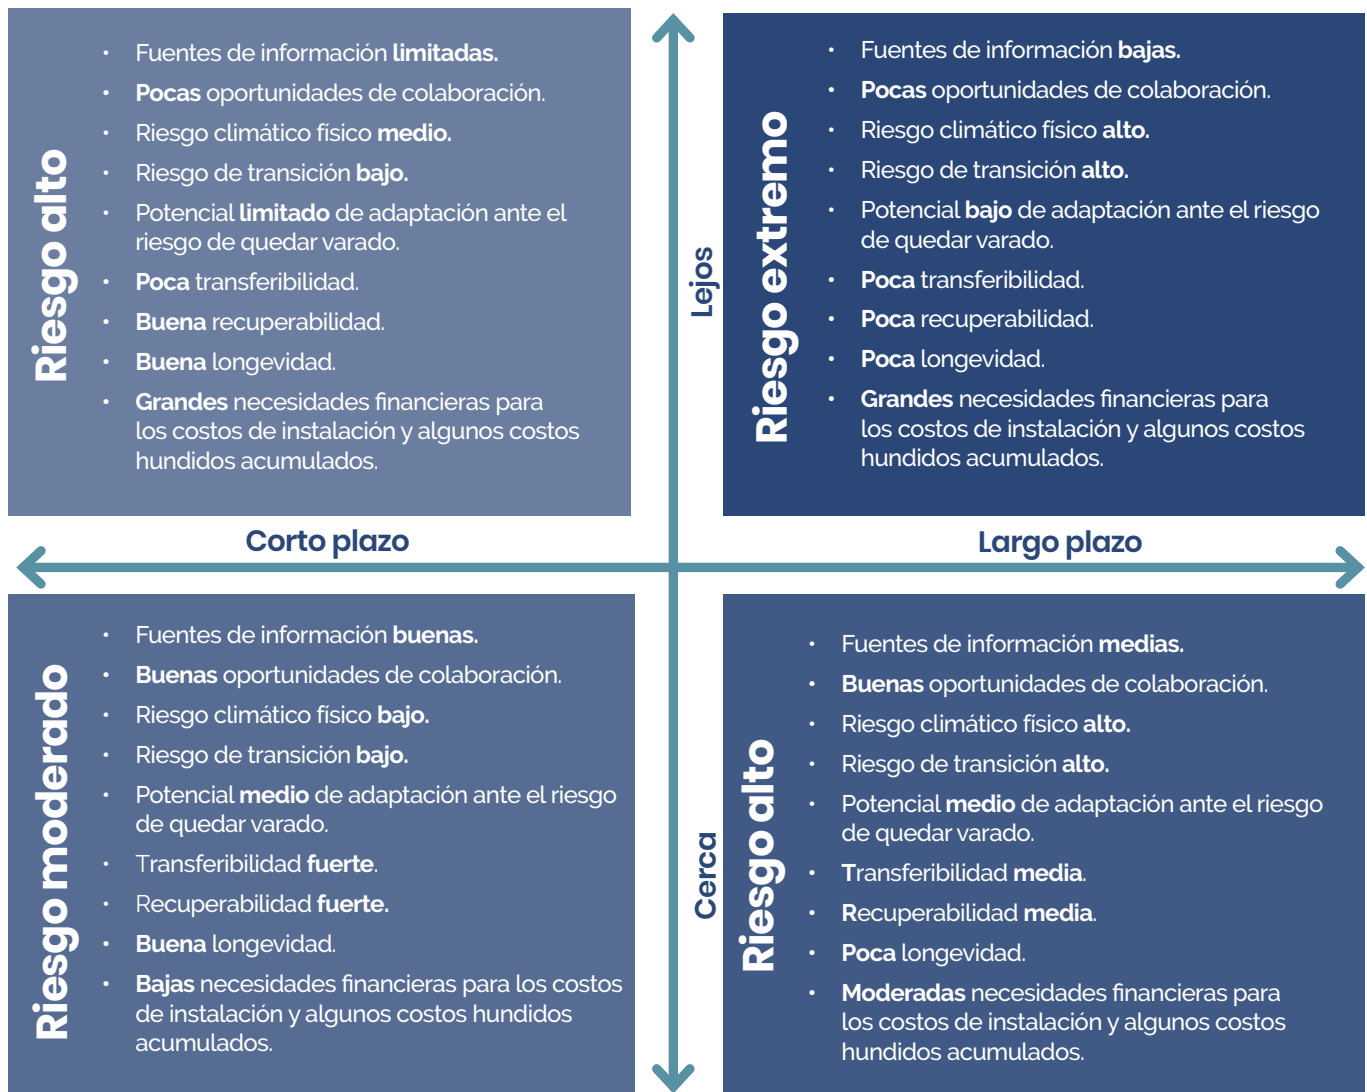 Riesgo alto
• Fuentes de información limitadas.
• Pocas oportunidades de colaboración.
• Riesgo climático físico medio.
• Riesgo de transición bajo.
• Potencial limitado de adaptación ante el
riesgo de quedar varado.
• Poca transferibilidad.
• Buena recuperabilidad.
• Buena longevidad.
• Grandes necesidades financieras para
los costos de instalación y algunos costos
hundidos acumulados.
Lejos
Riesgo extremo
• Fuentes de información bajas.
• Pocas oportunidades de colaboración.
• Riesgo climático físico alto.
• Riesgo de transición alto.
• Potencial bajo de adaptación ante el riesgo
de quedar varado.
• Poca transferibilidad.
• Poca recuperabilidad.
• Poca longevidad.
• Grandes necesidades financieras para
los costos de instalación y algunos costos
hundidos acumulados.
Corto plazo
Largo plazo
Riesgo moderado
• Fuentes de información buenas.
• Buenas oportunidades de colaboración.
• Riesgo climático físico bajo.
• Riesgo de transición bajo.
• Potencial medio de adaptación ante el riesgo
de quedar varado.
• Transferibilidad fuerte.
• Recuperabilidad fuerte.
• Buena longevidad.
• Bajas necesidades financieras para los costos
de instalación y algunos costos hundidos
acumulados.
Cerca
Riesgo alto
• Fuentes de información medias.
• Buenas oportunidades de colaboración.
• Riesgo climático físico alto.
• Riesgo de transición alto.
• Potencial medio de adaptación ante el riesgo
de quedar varado.
• Transferibilidad media.
• Recuperabilidad media.
• Poca longevidad.
• Moderadas necesidades financieras para
los costos de instalación y algunos costos
hundidos acumulados.